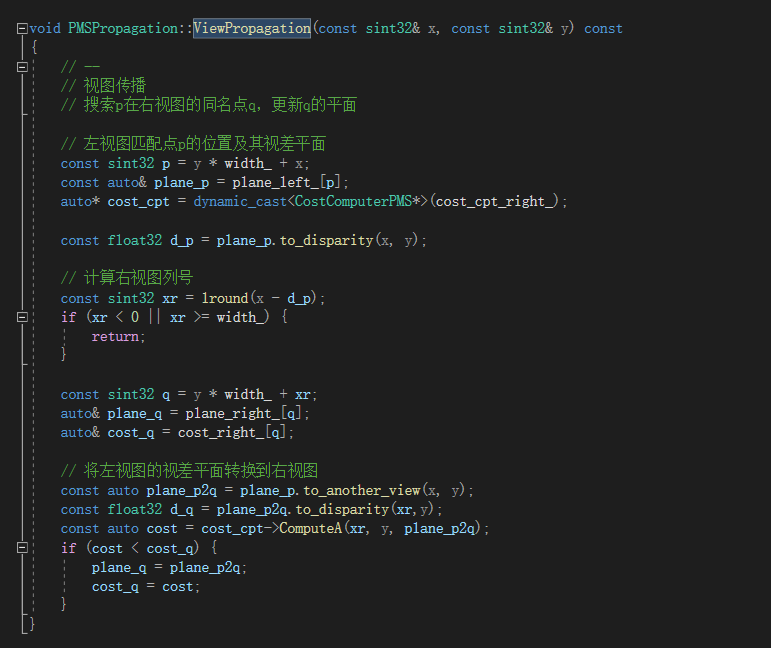 void PMSPropagation::ViewPropagation(const sint32& x, const sint32& y) const
{
// --
// 视图传播
// 搜索p在右视图的同名点q，更新q的平面
// 左视图匹配点p的位置及其视差平面
const sint32 p = y * width_ + x;
const auto& plane_p = plane_left_[p];
auto* cost_cpt = dynamic_cast<CostComputerPMS*>(cost_cpt_right_);
const float32 d_p = plane_p.to_disparity(x, y);
// 计算右视图列号
const sint32 xr = lround(x - d_p);
if (xr < 0 || xr >= width_) {
return;
}
const sint32 q = y * width_ + xr;
auto& plane_q = plane_right_[q];
auto& cost_q = cost_right_[q];
// 将左视图的视差平面转换到右视图
const auto plane_p2q = plane_p.to_another_view(x, y);
const float32 d_q = plane_p2q.to_disparity(xr,y);
const auto cost = cost_cpt->ComputeA(xr, y, plane_p2q);
if (cost < cost_q) {
plane_q = plane_p2q;
cost_q = cost;
}
}